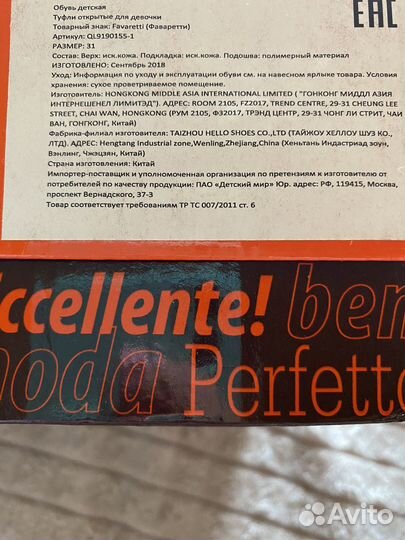 Обувь детская
Туфли открытые для девочки
Товарный знак: Favaretti (Фаваретти)
Артикул: QL9190155-1
РАЗМЕР: 31
Состав: Верх: иск.кожа. Подкладка: иск.кожа. Подошва: полимерный материал
ИЗГОТОВЛЕНО: Сентябрь 2018
Уход: Информация по уходу и эксплуатации обуви см. на навесном ярлыке товара. Условия
хранения: сухое проветриваемое помещение.
Изготовитель: HONGKONG MIDDLE ASIA INTERNATIONAL LIMITED ( "ГОНКОНГ МИДДЛ АЗИЯ
ИНТЕРНЕШЕНЕЛ ЛИМИТЭД"). АДРЕС: ROOM 2105, FZ2017, TREND CENTRE, 29-31 CHEUNG LEE
STREET, CHAI WAN, HONGKONG (РУМ 2105, ФЗ2017, ТРЭНД ЦЕНТР, 29-31 ЧОНГ ЛИ СТРИТ, ЧАИ
ВАН, ГОНГКОНГ, Китай)
Фабрика-филиал изготовителя: TAIZHOU HELLO SHOES CO.,LTD (ТАЙЖОУ ХЕЛЛОУ ШУЗ КО.,
ЛТД). АДРЕС: Hengtang Industrial zone,Wenling,Zhejiang,China (Хеньтань Индастриэд зоун,
Вэнлинг, Чжэцзян, Китай)
Страна изготовления: Китай
Импортер-поставщик и уполномоченная организация по претензиям к изготовителю от
потребителей по качеству продукции: ПАО «Детский мир» Юр. адрес: РФ, 119415, Москва,
проспект Вернадского, 37-3
Товар соответствует требованиям ТР ТС 007/2011 ст. 6
EAC
Eccellente! ben
moda Perfetto
Avito